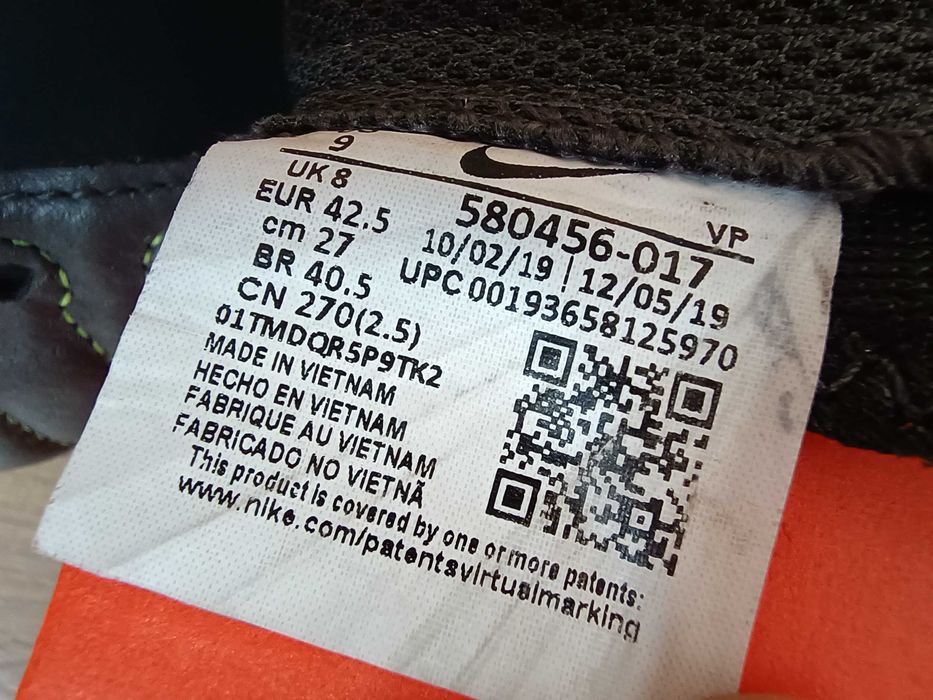 9
UK 8
EUR 42.5
cm 27
BR 40.5
CN 270(2.5)
01TMDQR5P9TK2
VP
580456-017
10/02/19 | 12/05/19
UPC 00193658125970
MADE IN VIETNAM
HECHO EN VIETNAM
FABRIQUE AU VIETNAM
FABRICADO NO VIETNÃ
This product is covered by one or more patents:
www.nike.com/patentsvirtualmarking